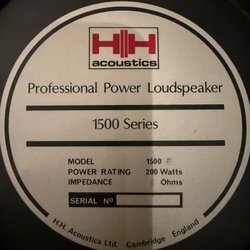 HH
acoustics
Professional Power Loudspeaker
1500 Series
MODEL 1500
POWER RATING 200 Watts
IMPEDANCE Ohms
SERIAL Nº
H.H. Acoustics Ltd. Cambridge England